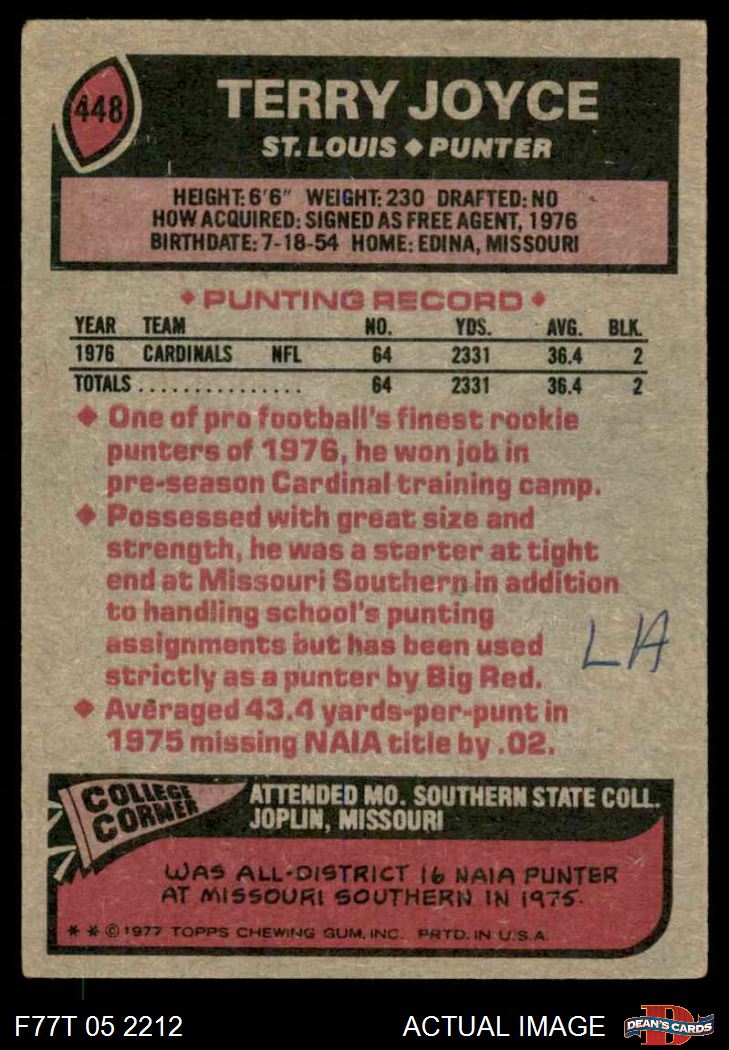 448
TERRY JOYCE
ST. LOUIS ◆ PUNTER
HEIGHT: 6'6" WEIGHT: 230 DRAFTED: NO
HOW ACQUIRED: SIGNED AS FREE AGENT, 1976
BIRTHDATE: 7-18-54 HOME: EDINA, MISSOURI
◆ PUNTING RECORD ◆
YEAR TEAM NO. YDS. AVG. BLK.
1976 CARDINALS NFL 64 2331 36.4 2
TOTALS ................ 64 2331 36.4 2
◆ One of pro football's finest rookie
punters of 1976, he won job in
pre-season Cardinal training camp.
◆ Possessed with great size and
strength, he was a starter at tight
end at Missouri Southern in addition
to handling school's punting
assignments but has been used
strictly as a punter by Big Red.
LA
◆ Averaged 43.4 yards-per-punt in
1975 missing NAIA title by .02.
COLLEGE
CORNER
ATTENDED MO. SOUTHERN STATE COLL.
JOPLIN, MISSOURI
WAS ALL-DISTRICT 16 NAIA PUNTER
AT MISSOURI SOUTHERN IN 1975.
* * © 1977 TOPPS CHEWING GUM, INC. PRTD. IN U.S.A.
F77T 05 2212
ACTUAL IMAGE
D
DEAN'S CARDS